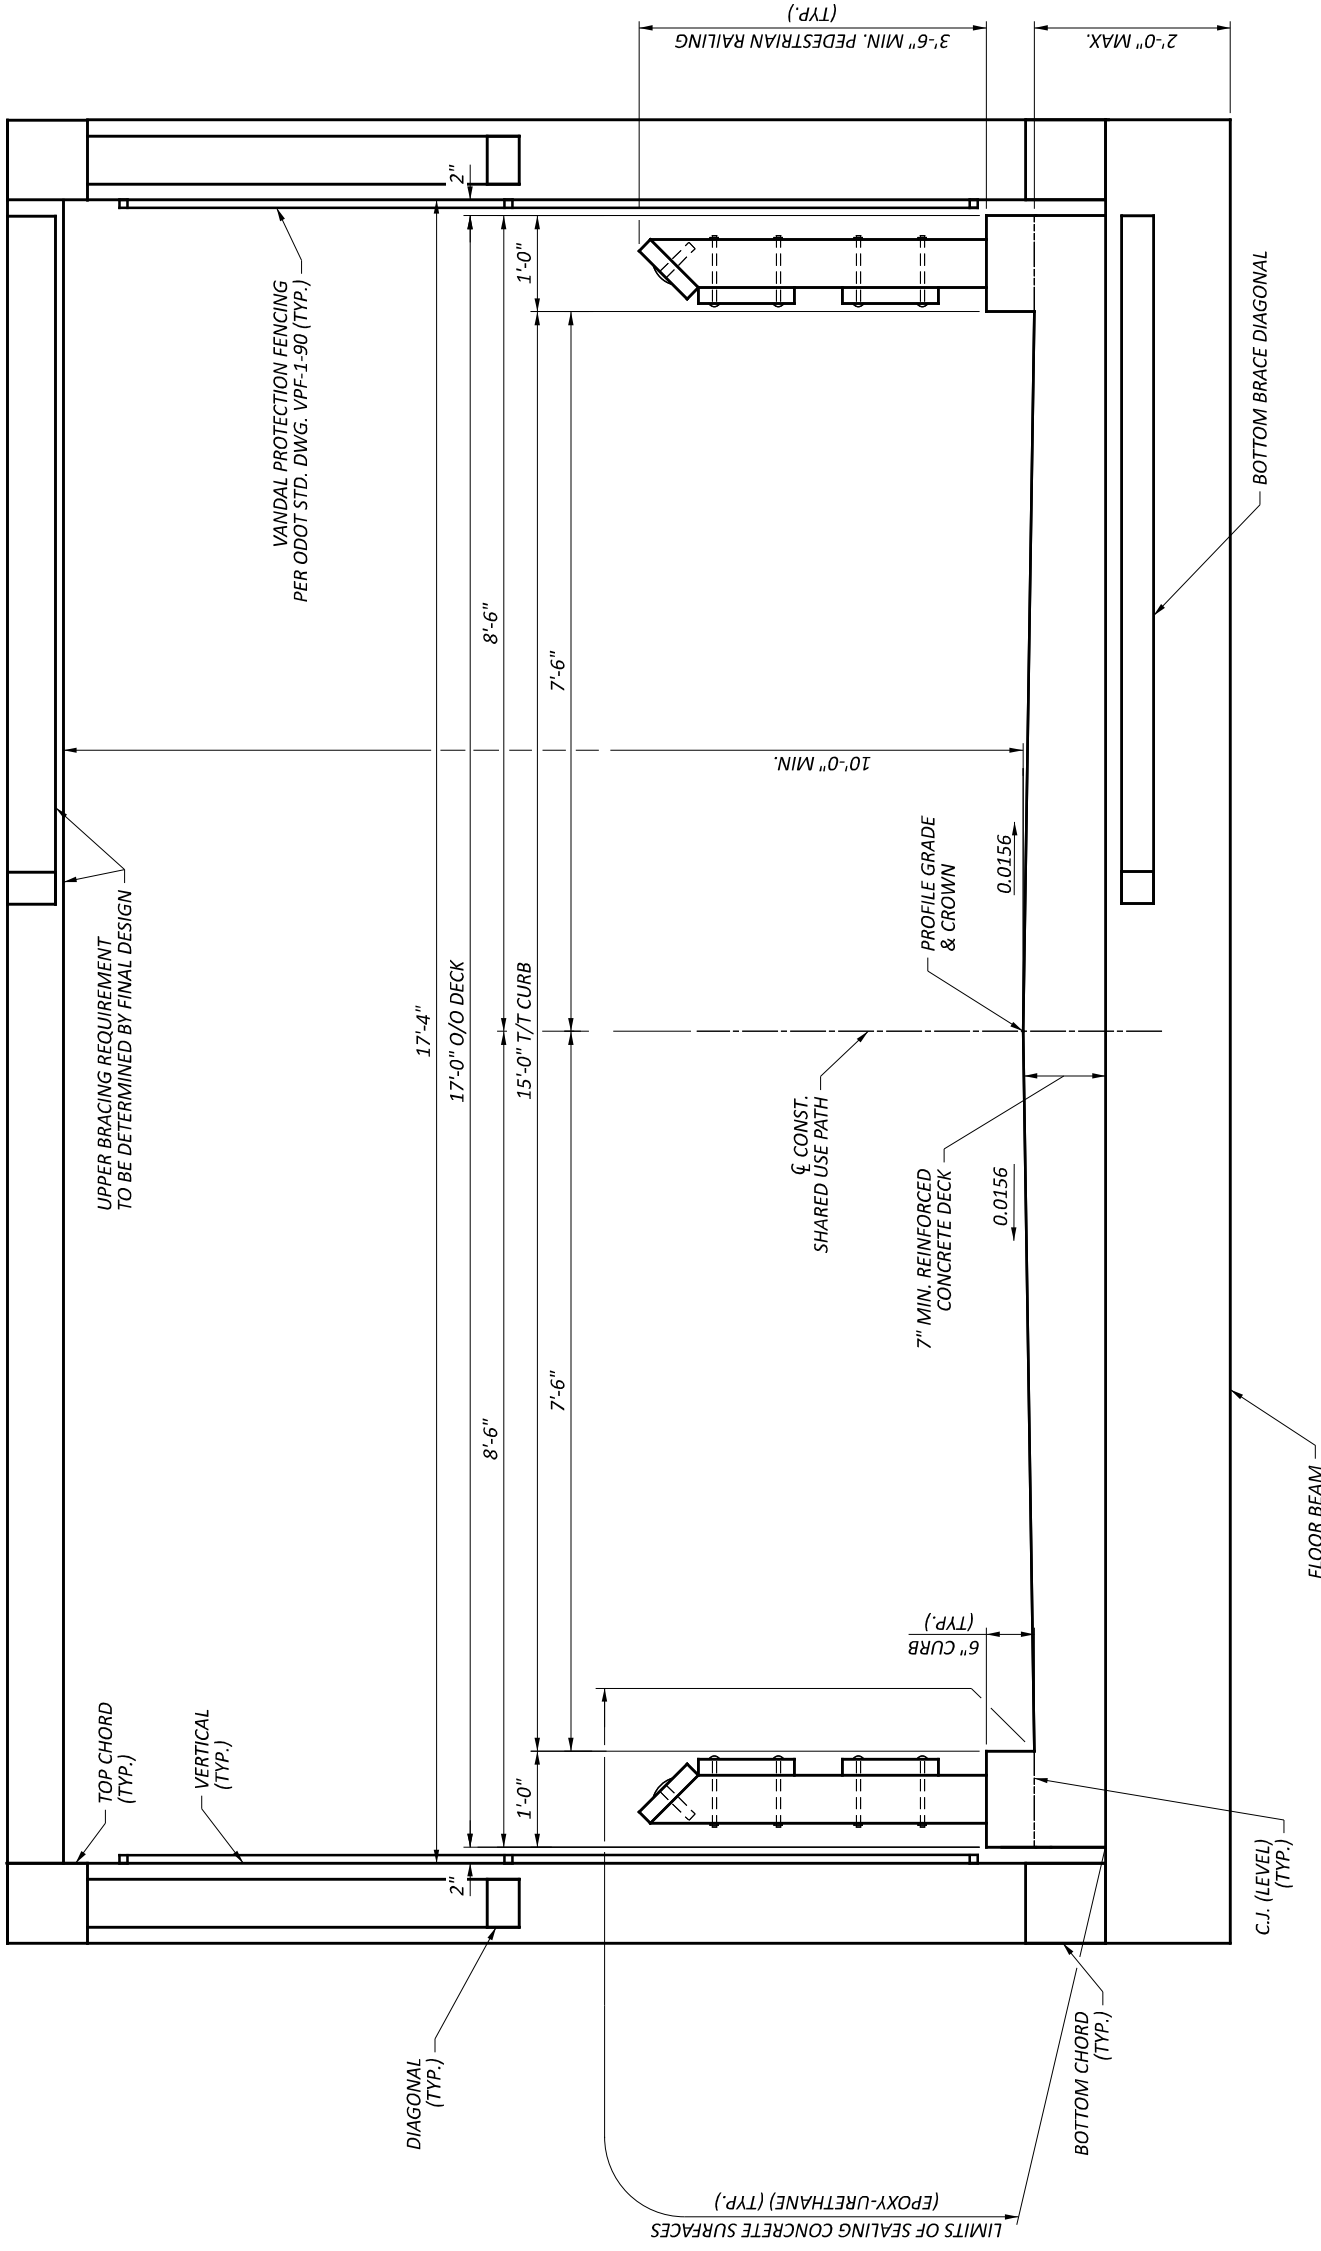 UPPER BRACING REQUIREMENT
TO BE DETERMINED BY FINAL DESIGN
TOP CHORD
(TYP.)
VERTICAL
(TYP.)
VANDAL PROTECTION FENCING
PER ODOT STD. DWG. VPF-1-90 (TYP.)
DIAGONAL
(TYP.)
2"
17'-4"
2"
17'-0" O/O DECK
8'-6"
8'-6"
1'-0"
15'-0" T/T CURB
1'-0"
7'-6"
7'-6"
10'-0" MIN.
3'-6" MIN. PEDESTRIAN RAILING
(TYP.)
2'-0" MAX.
LIMITS OF SEALING CONCRETE SURFACES
(EPOXY-URETHANE) (TYP.)
℄ CONST.
SHARED USE PATH
6" CURB
(TYP.)
7" MIN. REINFORCED
CONCRETE DECK
PROFILE GRADE
& CROWN
0.0156
0.0156
BOTTOM CHORD
(TYP.)
C.J. (LEVEL)
(TYP.)
FLOOR BEAM
BOTTOM BRACE DIAGONAL